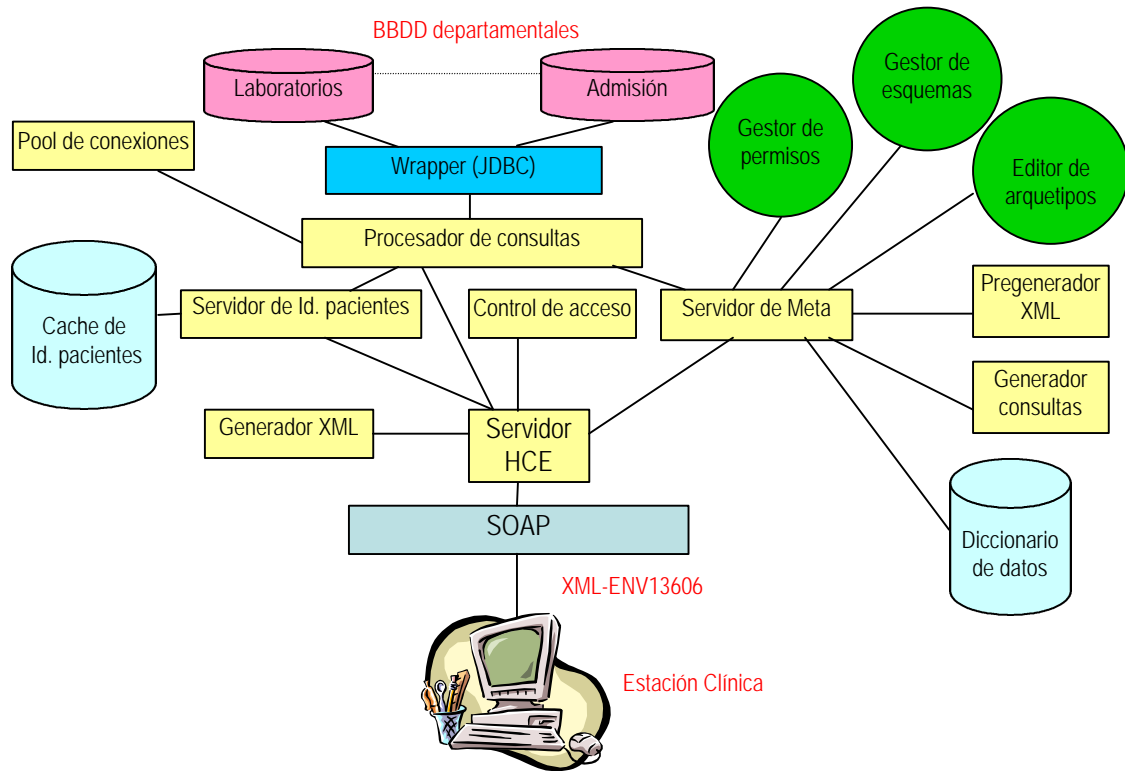 BBDD departamentales
Laboratorios
Admisión
Gestor de
esquemas
Gestor de
permisos
Editor de
arquetipos
Pool de conexiones
Wrapper (JDBC)
Procesador de consultas
Cache de
Id. pacientes
Servidor de Id. pacientes
Control de acceso
Servidor de Meta
Pregenerador
XML
Generador
consultas
Generador XML
Servidor
HCE
SOAP
Diccionario
de datos
XML-ENV13606
Estación Clínica